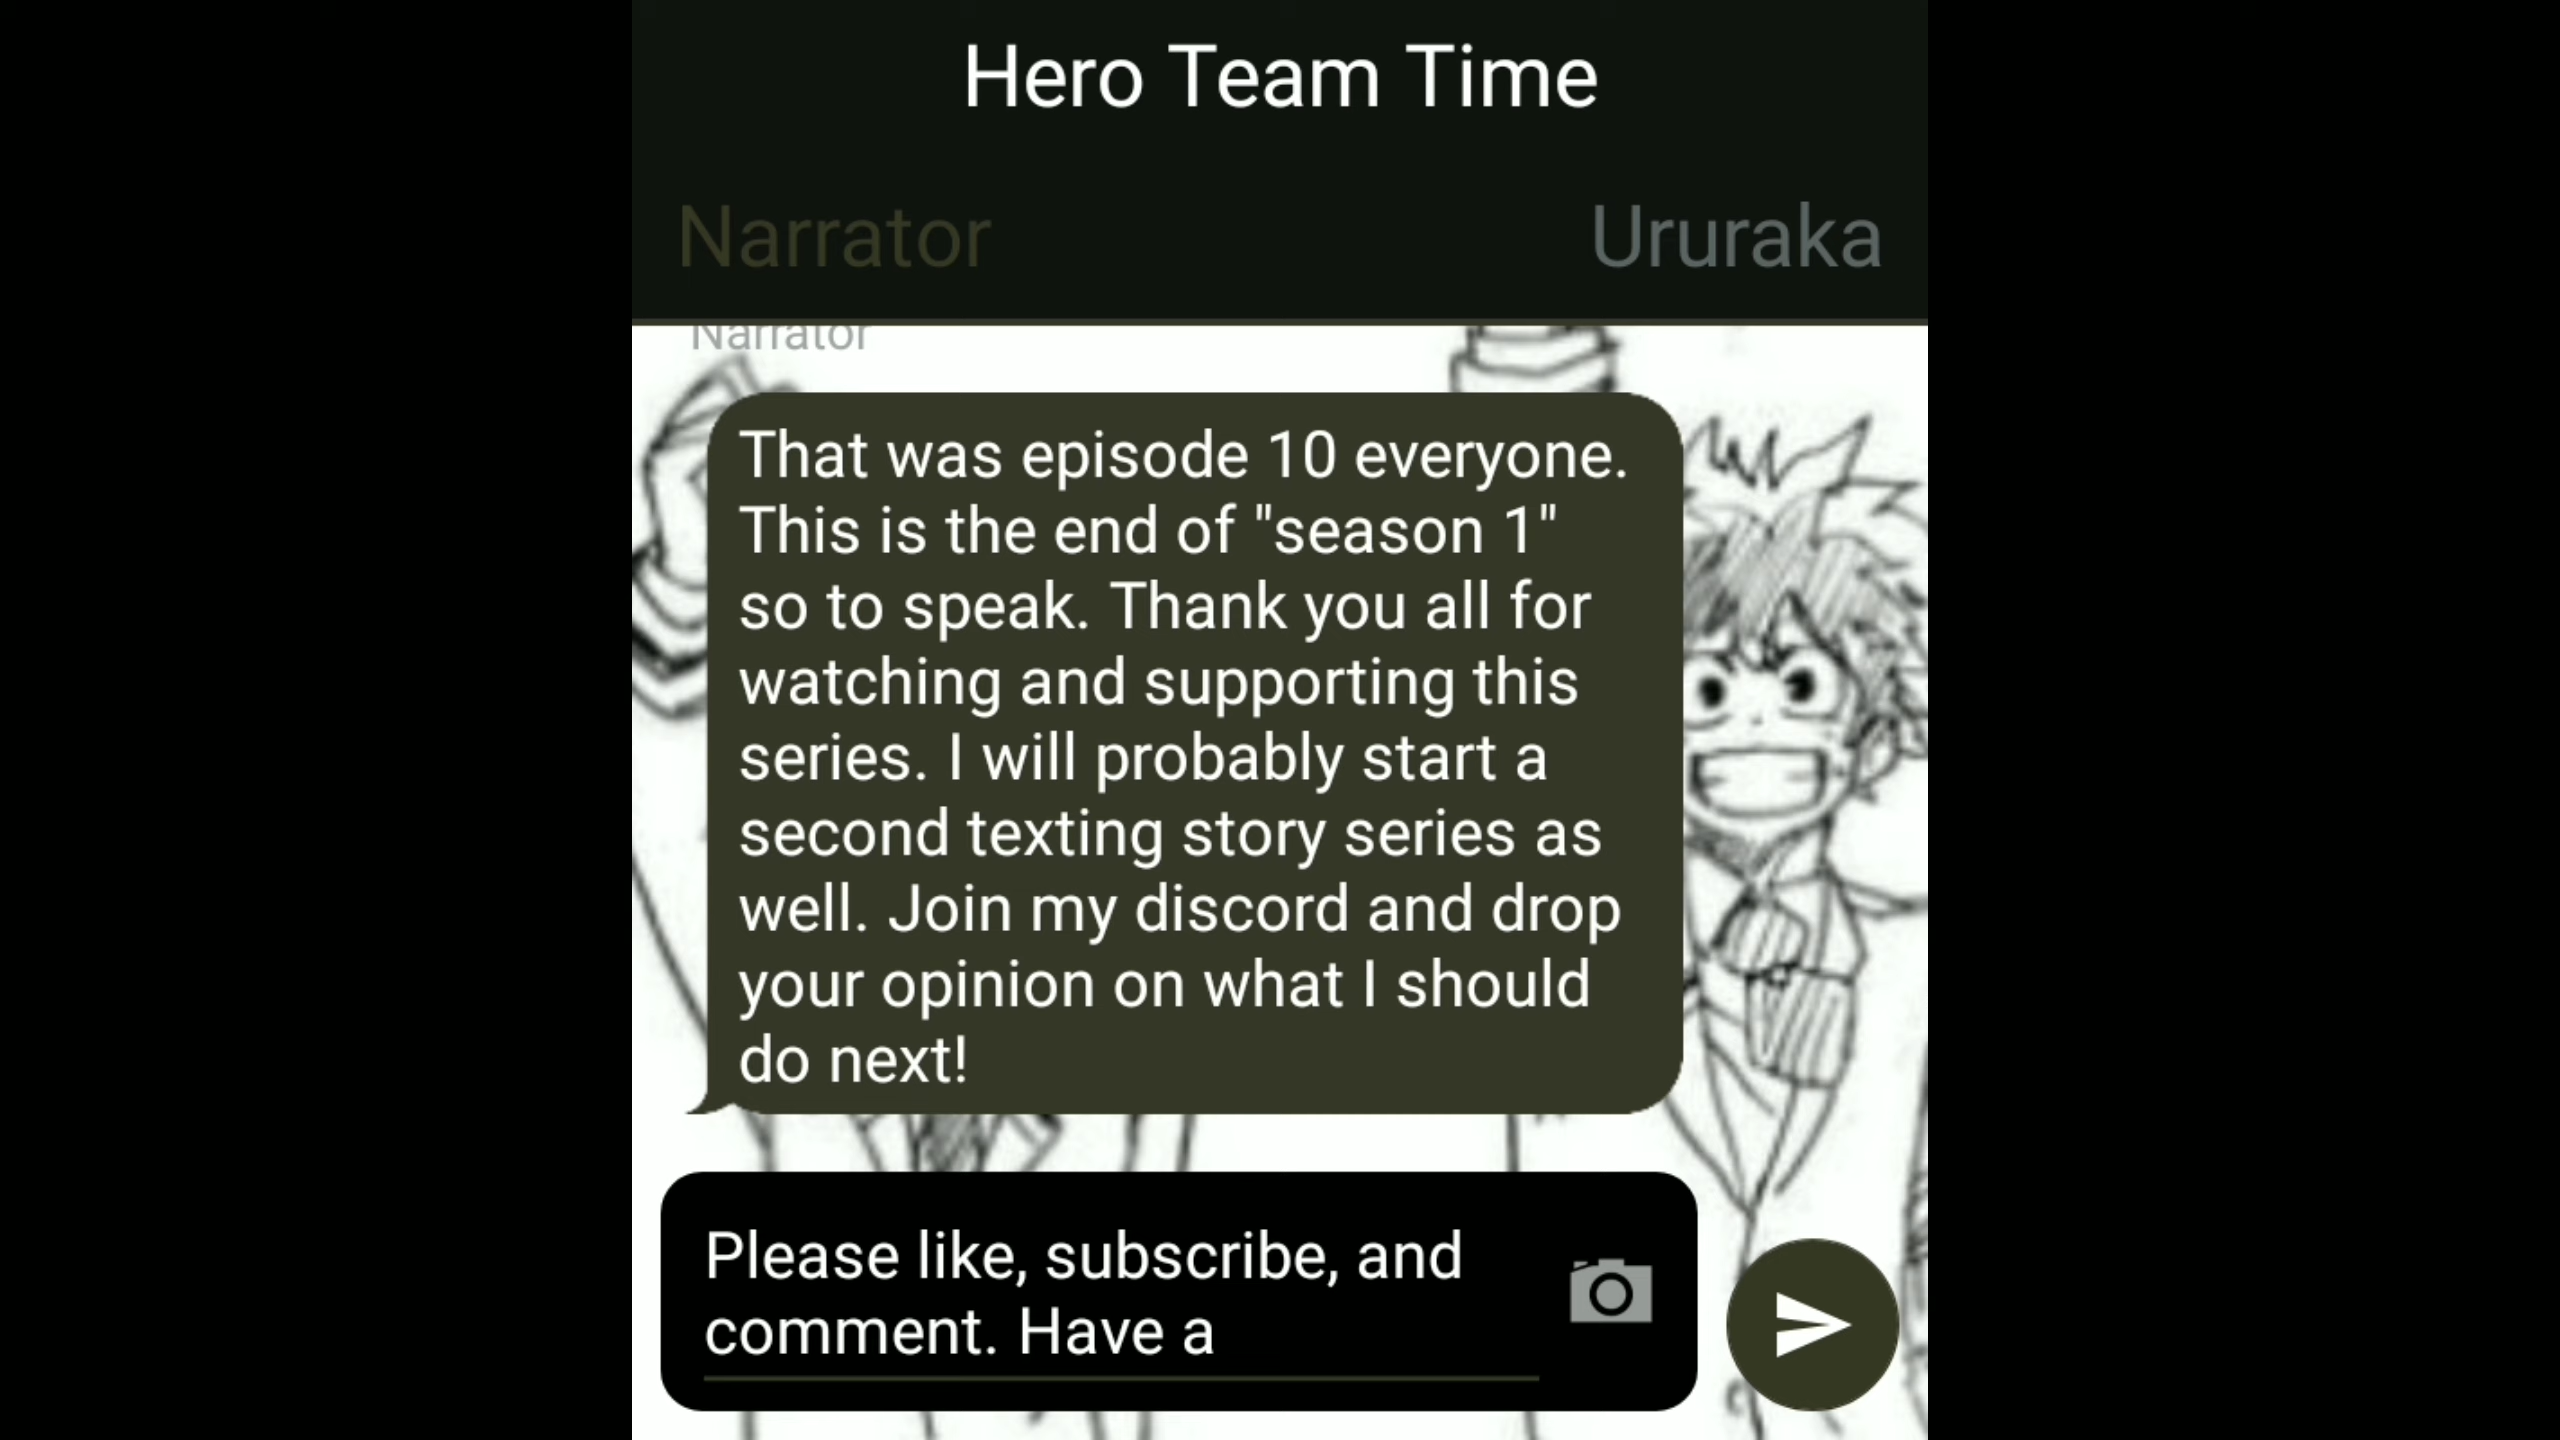 Hero Team Time
Narrator
Ururaka
Narrator
That was episode 10 everyone.
This is the end of "season 1"
so to speak. Thank you all for
watching and supporting this
series. I will probably start a
second texting story series as
well. Join my discord and drop
your opinion on what I should
do next!
Please like, subscribe, and
comment. Have a